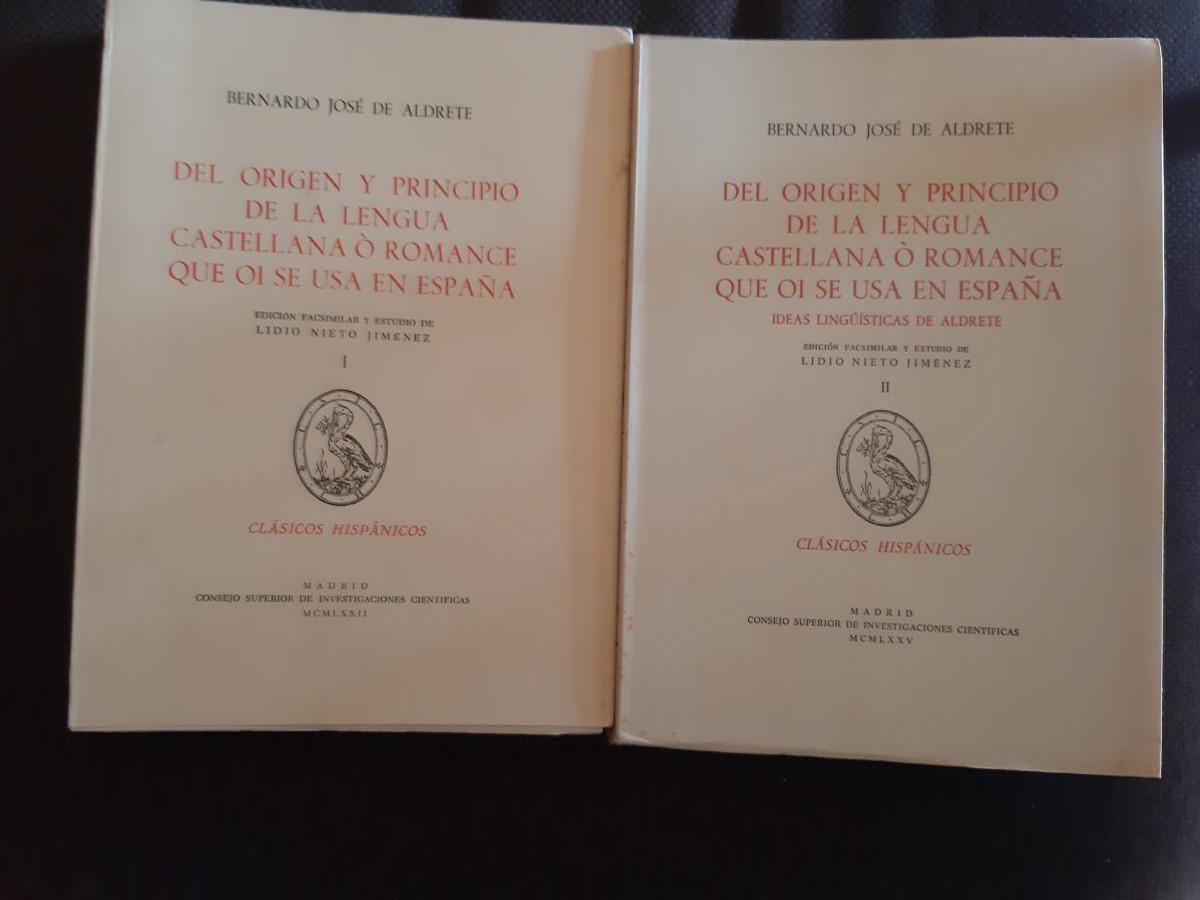 BERNARDO JOSÉ DE ALDRETE
DEL ORIGEN Y PRINCIPIO
DE LA LENGUA
CASTELLANA Ò ROMANCE
QUE OI SE USA EN ESPAÑA
EDICIÓN FACSIMILAR Y ESTUDIO DE
LIDIO NIETO JIMENEZ
I
CLÁSICOS HISPÁNICOS
MADRID
CONSEJO SUPERIOR DE INVESTIGACIONES CIENTIFICAS
MCMLXXII
BERNARDO JOSÉ DE ALDRETE
DEL ORIGEN Y PRINCIPIO
DE LA LENGUA
CASTELLANA Ò ROMANCE
QUE OI SE USA EN ESPAÑA
IDEAS LINGÜÍSTICAS DE ALDRETE
EDICIÓN FACSIMILAR Y ESTUDIO DE
LIDIO NIETO JIMÉNEZ
II
CLÁSICOS HISPÁNICOS
MADRID
CONSEJO SUPERIOR DE INVESTIGACIONES CIENTIFICAS
MCMLXXV